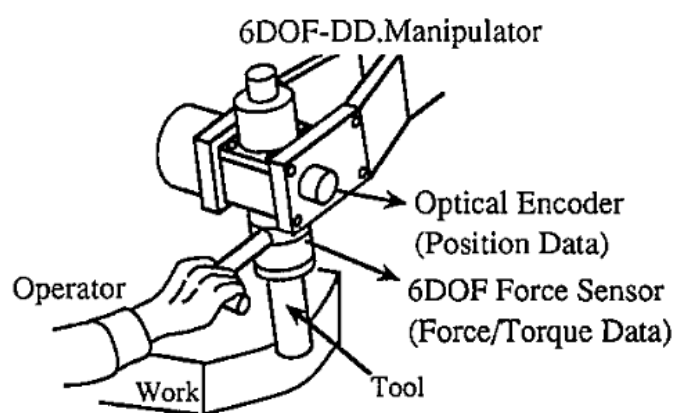 6DOF-DD.Manipulator
Optical Encoder
(Position Data)
6DOF Force Sensor
(Force/Torque Data)
Operator
Work
Tool